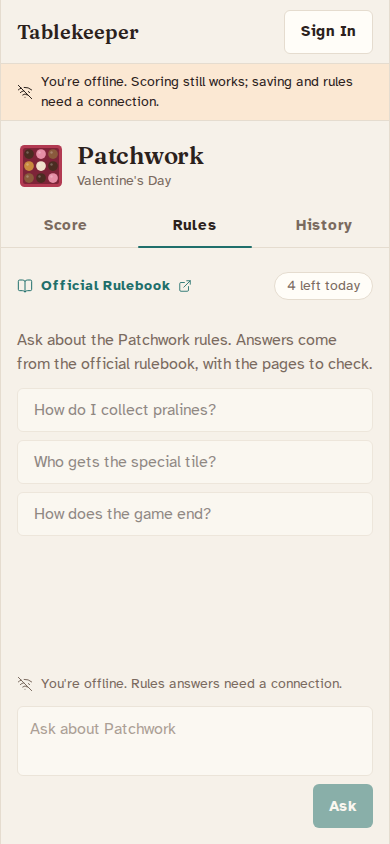 Tablekeeper
Sign In
You're offline. Scoring still works; saving and rules
need a connection.
Patchwork
Valentine's Day
Score
Rules
History
Official Rulebook
4 left today
Ask about the Patchwork rules. Answers come
from the official rulebook, with the pages to check.
How do I collect pralines?
Who gets the special tile?
How does the game end?
You're offline. Rules answers need a connection.
Ask about Patchwork
Ask